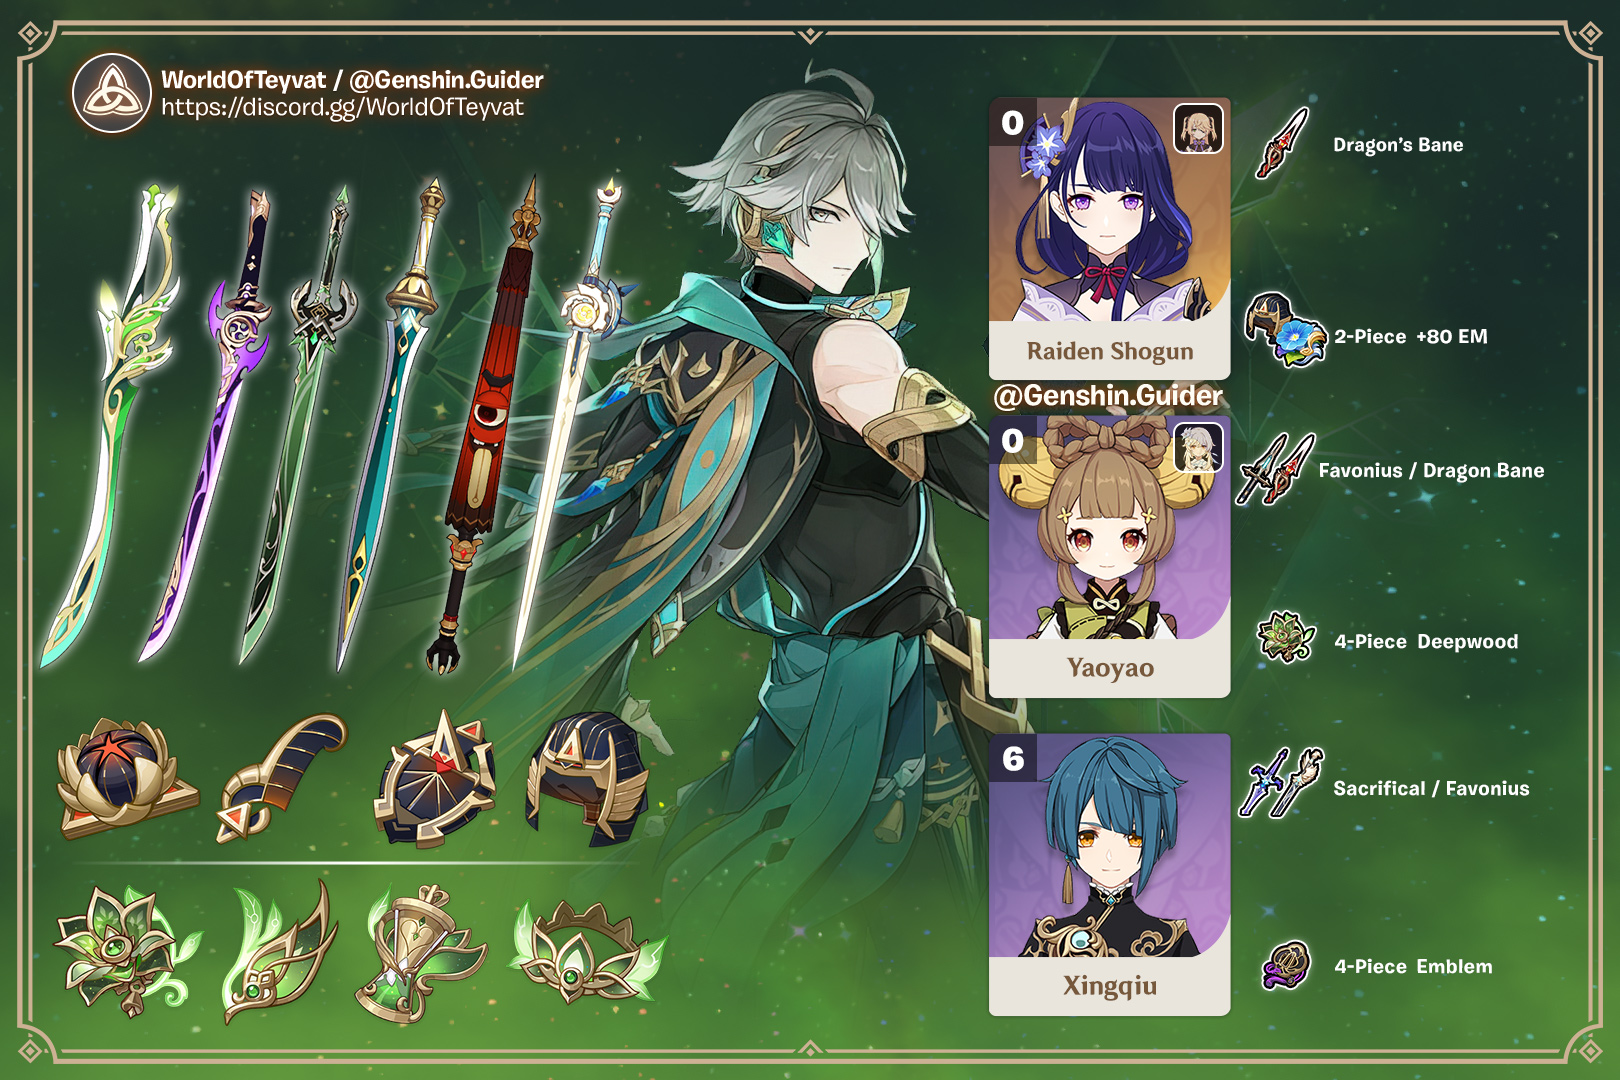 WorldOfTeyvat / @Genshin.Guider
https://discord.gg/WorldOfTeyvat
0
Raiden Shogun
Dragon's Bane
2-Piece +80 EM
@Genshin.Guider
0
Yaoyao
Favonius / Dragon Bane
4-Piece Deepwood
6
Xingqiu
Sacrifical / Favonius
4-Piece Emblem